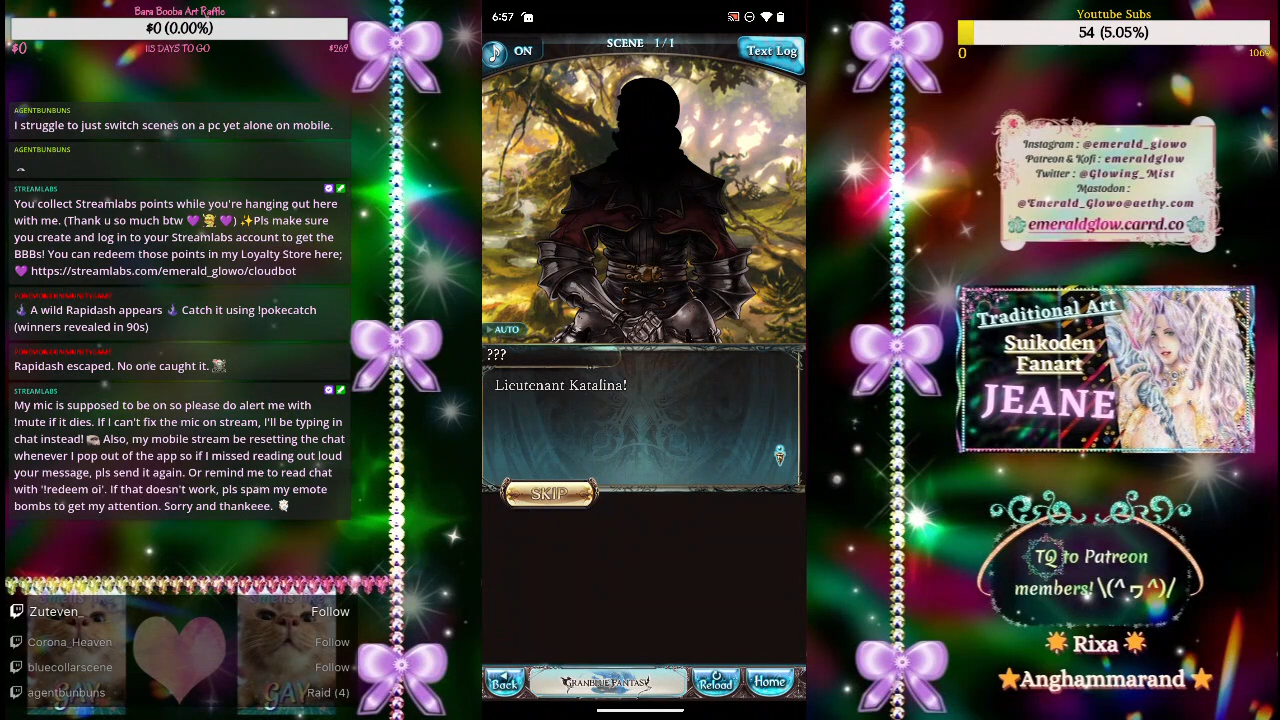 Bara Booba Art Raffle
$0 (0.00%)
$0
113 DAYS TO GO
$269
AGENTBUNBUNS
I struggle to just switch scenes on a pc yet alone on mobile.
AGENTBUNBUNS
STREAMLABS
You collect Streamlabs points while you're hanging out here
with me. (Thank u so much btw 💜 💜) ✨Pls make sure
you create and log in to your Streamlabs account to get the
BBBs! You can redeem those points in my Loyalty Store here;
💜 https://streamlabs.com/emerald_glowo/cloudbot
POKEMONCOMMUNITYGAME
A wild Rapidash appears Catch it using !pokecatch
(winners revealed in 90s)
POKEMONCOMMUNITYGAME
Rapidash escaped. No one caught it.
STREAMLABS
My mic is supposed to be on so please do alert me with
!mute if it dies. If I can't fix the mic on stream, I'll be typing in
chat instead! Also, my mobile stream be resetting the chat
whenever I pop out of the app so if I missed reading out loud
your message, pls send it again. Or remind me to read chat
with '!redeem oi'. If that doesn't work, pls spam my emote
bombs to get my attention. Sorry and thankeee.
Zuteven_
Follow
Corona_Heaven
Follow
bluecollarscene
Follow
agentbunbuns
Raid (4)
GAY
GAY
6:57
ON
SCENE 1/1
Text Log
AUTO
???
Lieutenant Katalina!
SKIP
Back
GRANBLUE FANTASY
Reload
Home
Youtube Subs
54 (5.05%)
0
1069
Instagram : @emerald_glowo
Patreon & Kofi : emeraldglow
Twitter : @Glowing_Mist
Mastodon :
@Emerald_Glowo@aethy.com
emeraldglow.carrd.co
Traditional Art
Suikoden
Fanart
JEANE
TQ to Patreon
members! \(^ヮ^)/
Rixa
Anghammarand